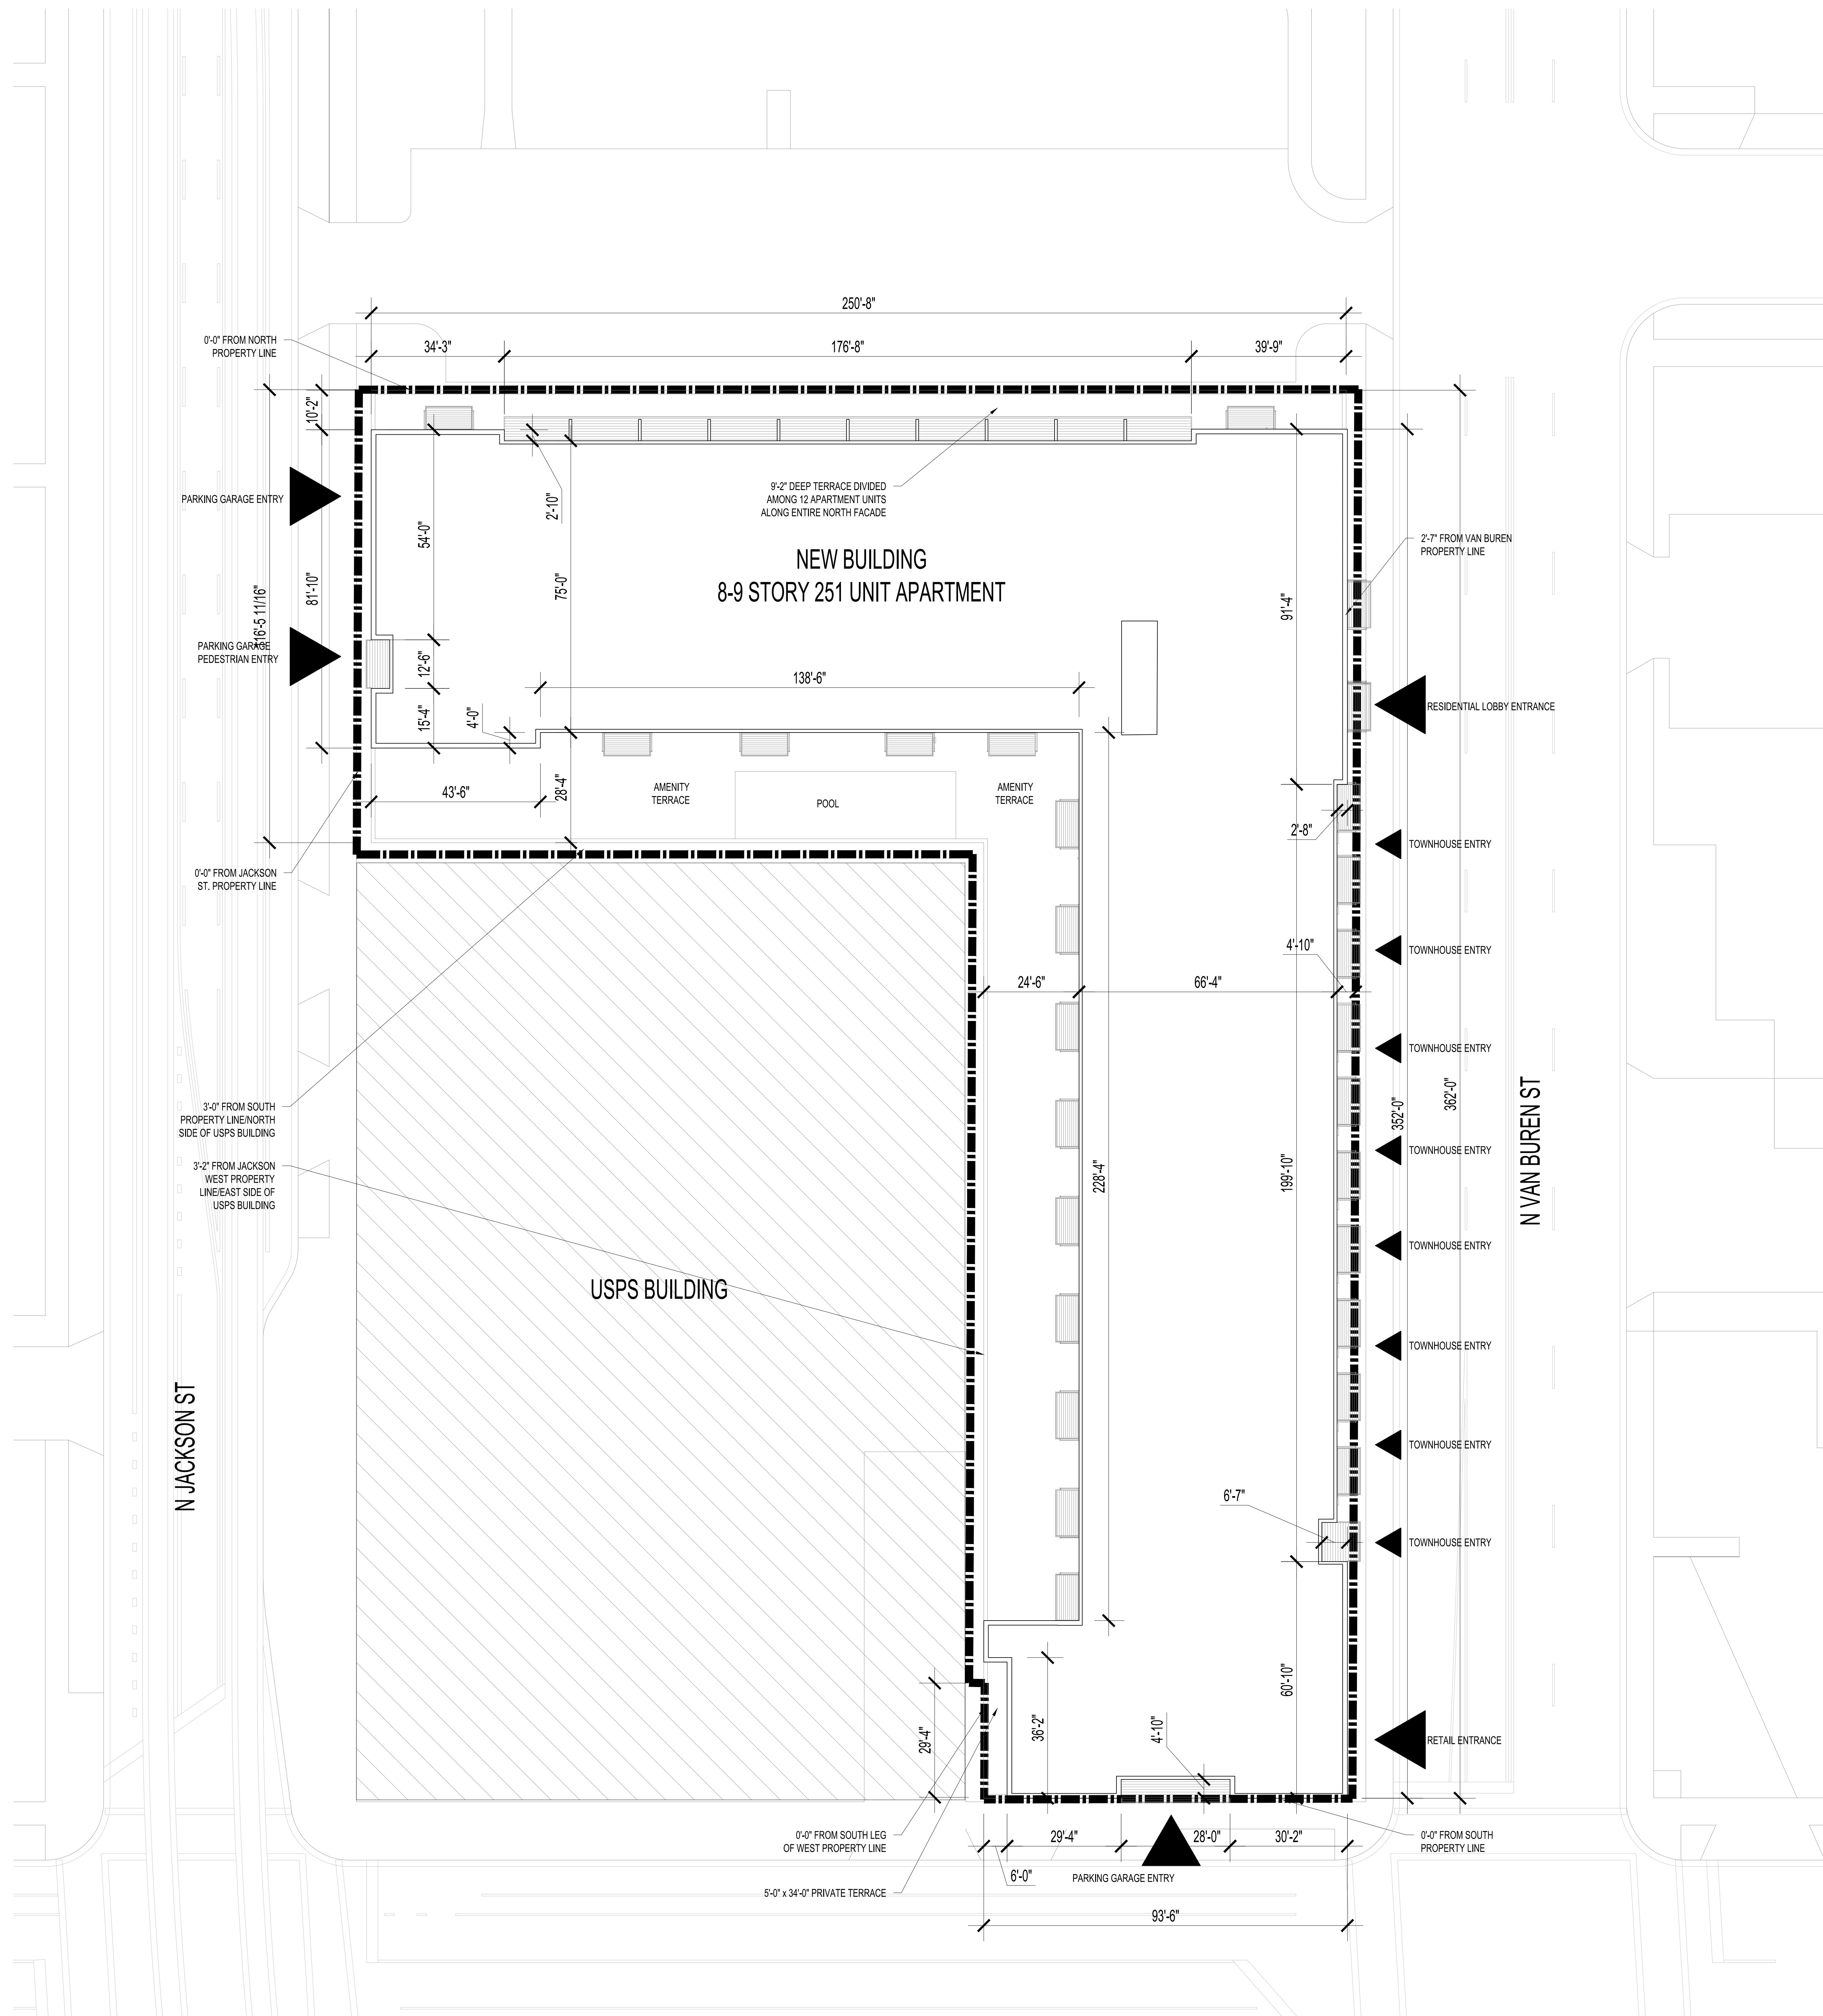 250'-8"
34'-3"
176'-8"
39'-9"
0'-0" FROM NORTH
PROPERTY LINE
10'-2"
9'-2" DEEP TERRACE DIVIDED
AMONG 12 APARTMENT UNITS
ALONG ENTIRE NORTH FACADE
PARKING GARAGE ENTRY
2'-10"
54'-0"
2'-7" FROM VAN BUREN
PROPERTY LINE
NEW BUILDING
8-9 STORY 251 UNIT APARTMENT
81'-10"
75'-0"
91'-4"
PARKING GARAGE
PEDESTRIAN ENTRY
12'-6"
138'-6"
15'-4"
4'-0"
RESIDENTIAL LOBBY ENTRANCE
43'-6"
28'-4"
AMENITY
TERRACE
POOL
AMENITY
TERRACE
2'-8"
TOWNHOUSE ENTRY
0'-0" FROM JACKSON
ST. PROPERTY LINE
4'-10"
TOWNHOUSE ENTRY
24'-6"
66'-4"
TOWNHOUSE ENTRY
3'-0" FROM SOUTH
PROPERTY LINE/NORTH
SIDE OF USPS BUILDING
352'-0"
362'-0"
N VAN BUREN ST
TOWNHOUSE ENTRY
3'-2" FROM JACKSON
WEST PROPERTY
LINE/EAST SIDE OF
USPS BUILDING
228'-4"
199'-10"
TOWNHOUSE ENTRY
USPS BUILDING
TOWNHOUSE ENTRY
N JACKSON ST
TOWNHOUSE ENTRY
6'-7"
TOWNHOUSE ENTRY
60'-10"
29'-4"
36'-2"
4'-10"
RETAIL ENTRANCE
0'-0" FROM SOUTH LEG
OF WEST PROPERTY LINE
29'-4"
28'-0"
30'-2"
0'-0" FROM SOUTH
PROPERTY LINE
6'-0"
PARKING GARAGE ENTRY
5'-0" x 34'-0" PRIVATE TERRACE
93'-6"